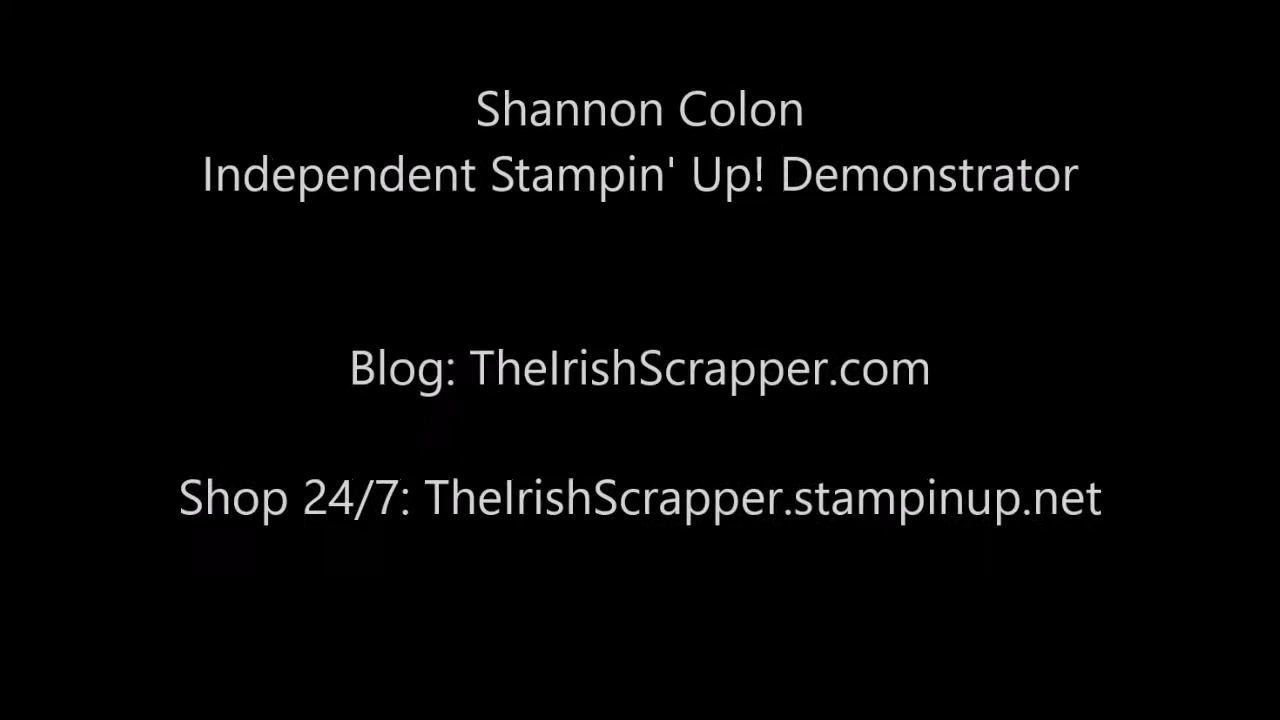 Shannon Colon
Independent Stampin' Up! Demonstrator
Blog: TheIrishScrapper.com
Shop 24/7: TheIrishScrapper.stampinup.net